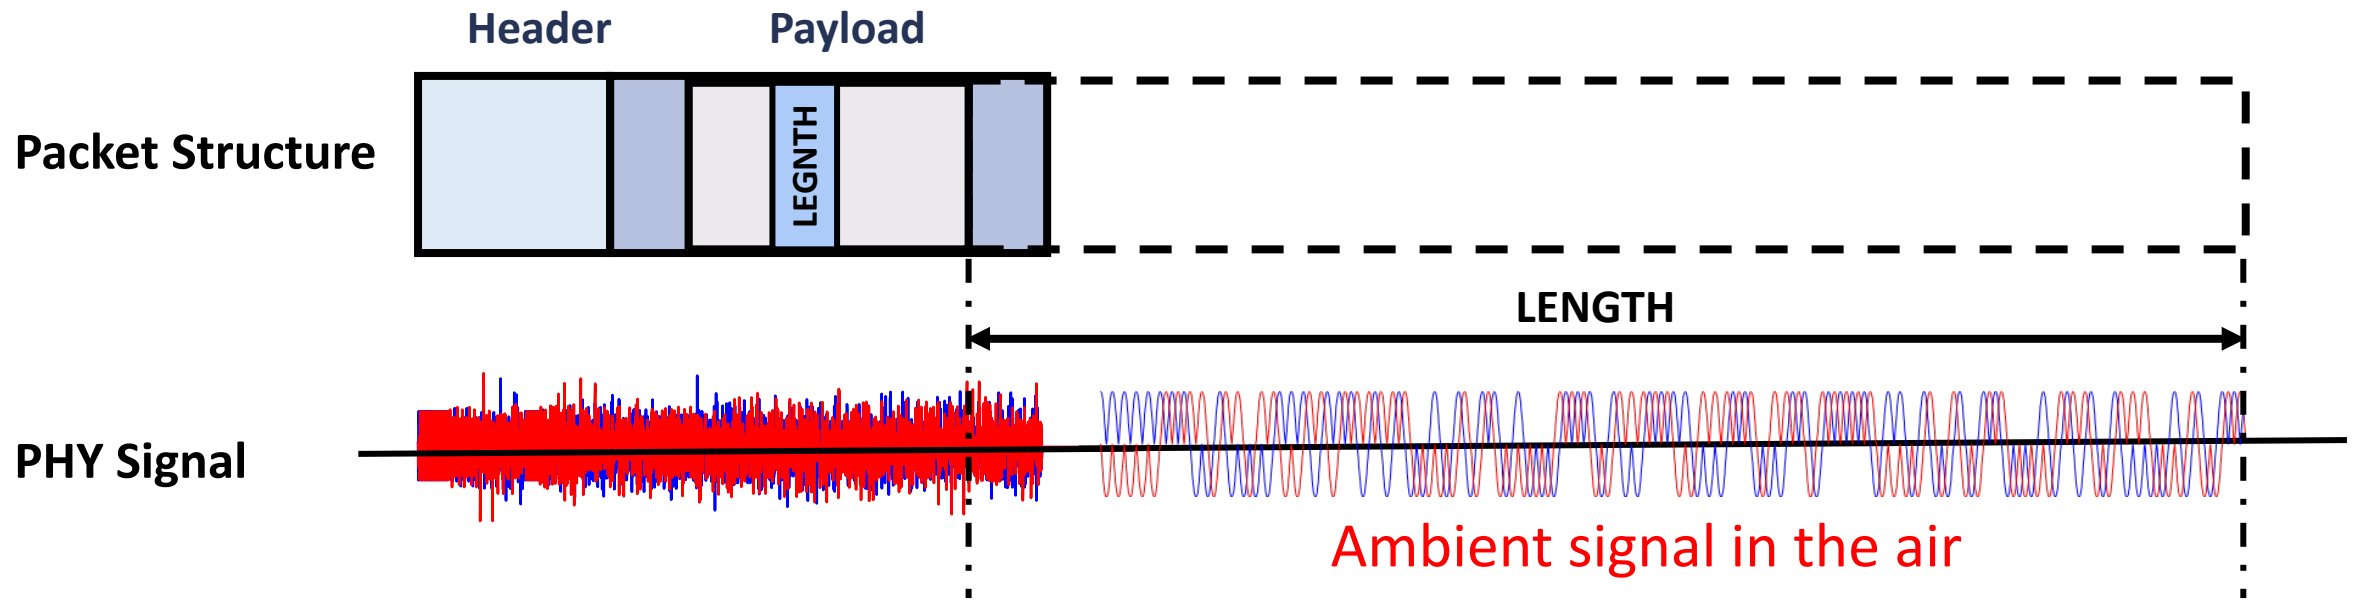 Header
Payload
Packet Structure
LEGNTH
LENGTH
PHY Signal
Ambient signal in the air